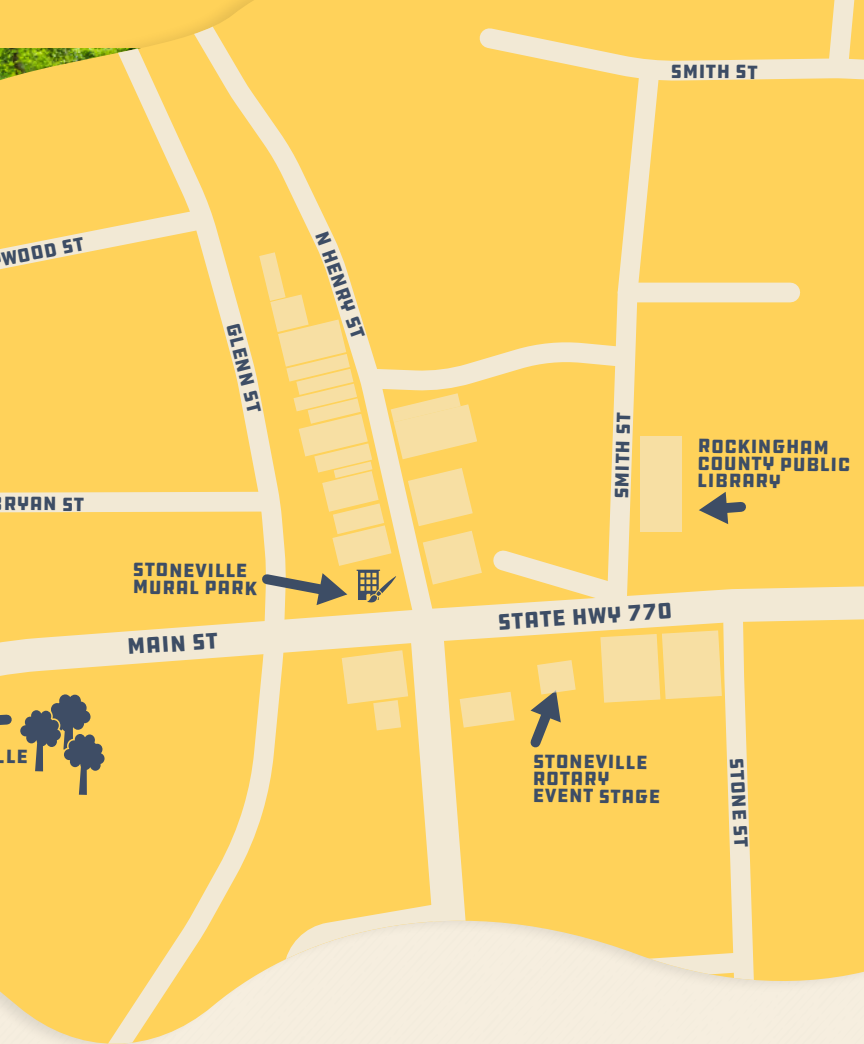 SMITH ST
WOOD ST
N HENRY ST
GLENN ST
SMITH ST
ROCKINGHAM
COUNTY PUBLIC
LIBRARY
RYAN ST
STONEVILLE
MURAL PARK
STATE HWY 770
MAIN ST
LLE
STONEVILLE
ROTARY
EVENT STAGE
STONE ST